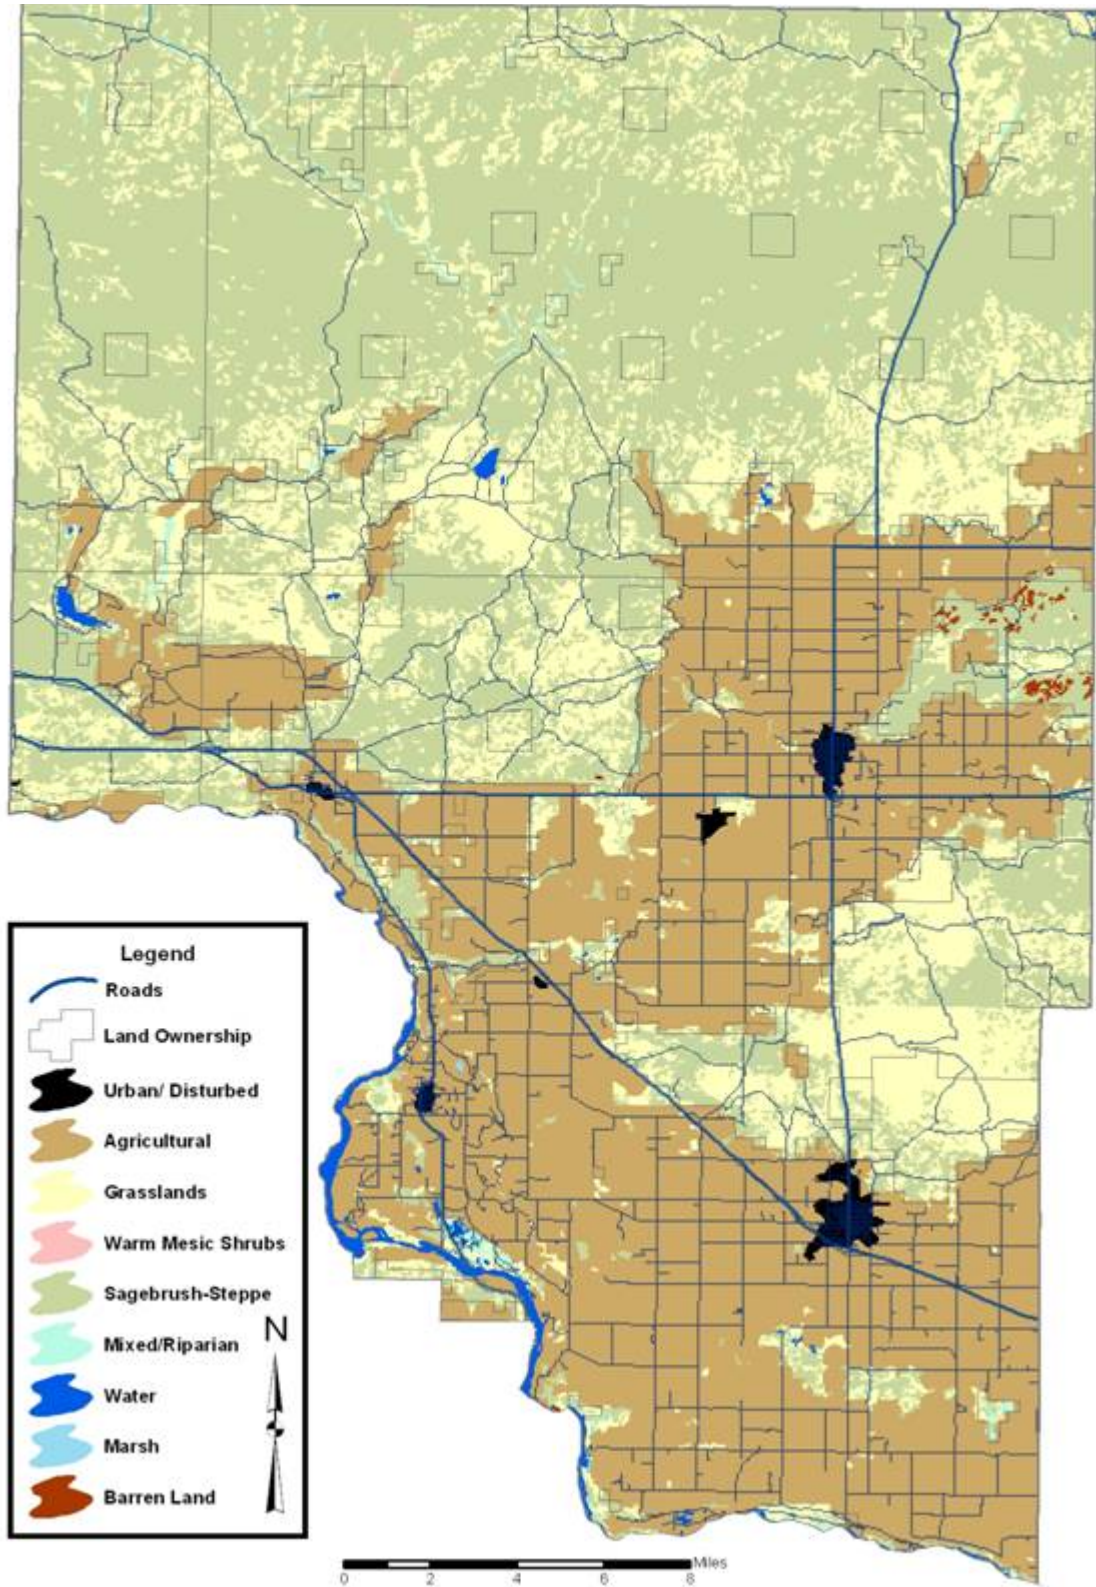 Legend
Roads
Land Ownership
Urban/ Disturbed
Agricultural
Grasslands
Warm Mesic Shrubs
Sagebrush-Steppe
Mixed/Riparian
Water
Marsh
Barren Land
N
Miles
0 2 4 6 8